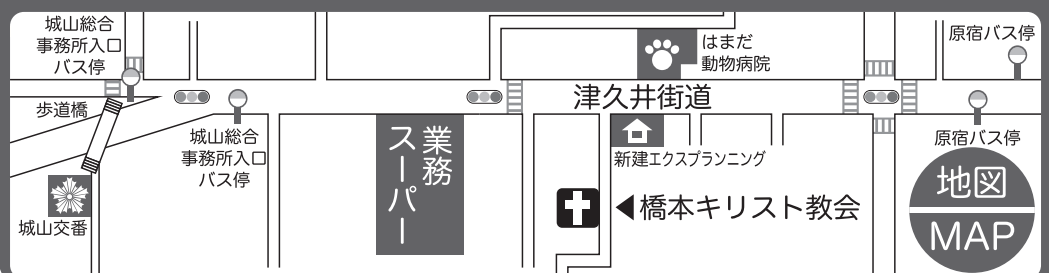 城山総合
事務所入口
バス停
歩道橋
城山交番
城山総合
事務所入口
バス停
業務
スーパー
はまだ
動物病院
津久井街道
新建エクスプランニング
◀橋本キリスト教会
原宿バス停
原宿バス停
地図
MAP